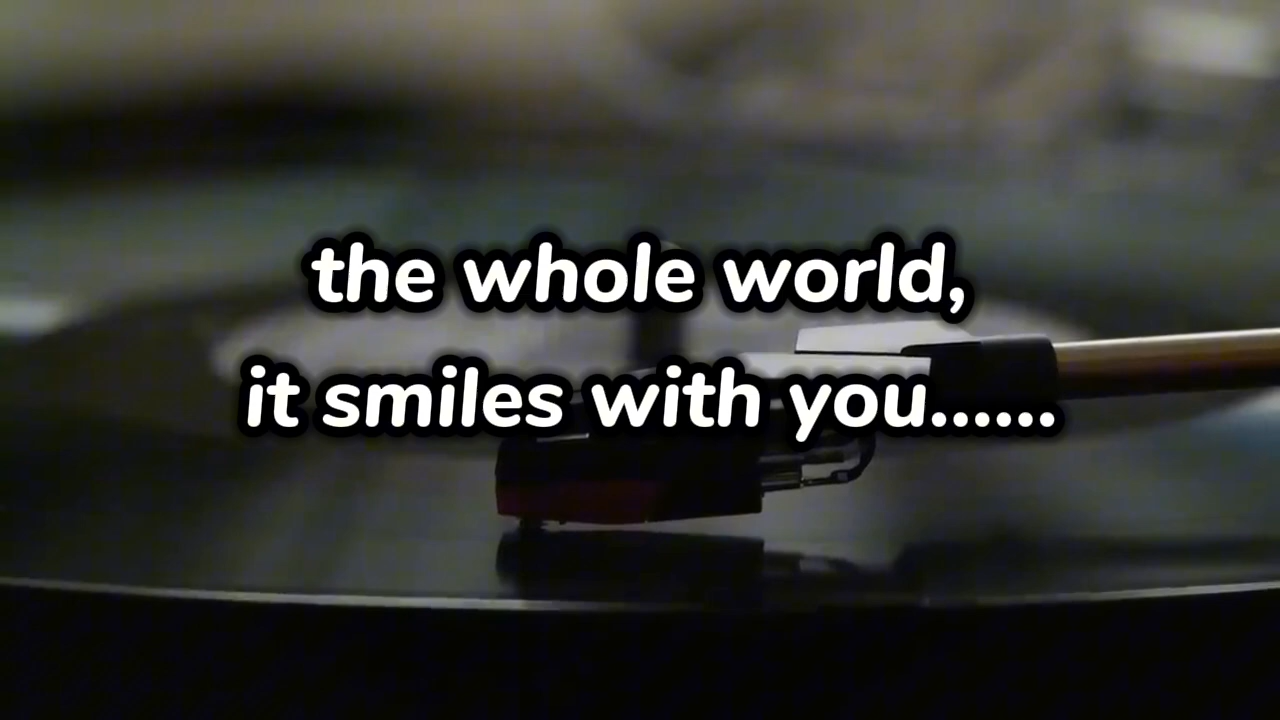 the whole world,
it smiles with you......